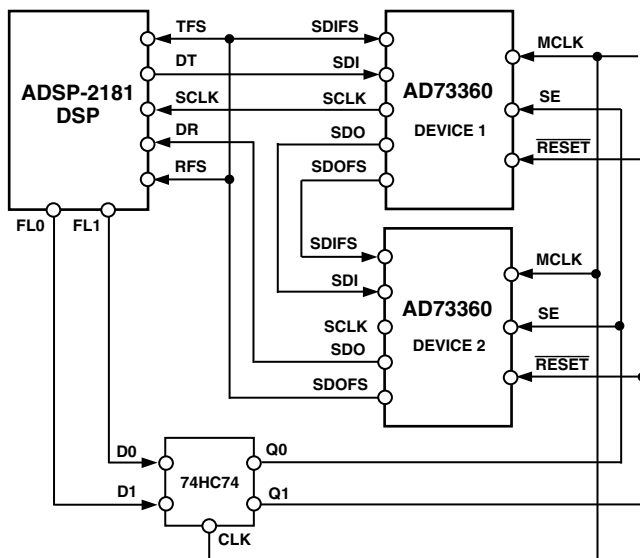 TFS
SDIFS
MCLK
DT
SDI
ADSP-2181
DSP
AD73360
SCLK
SCLK
SE
DR
SDO
DEVICE 1
RESET
RFS
SDOFS
FL0
FL1
SDIFS
MCLK
SDI
AD73360
SCLK
SE
SDO
DEVICE 2
RESET
SDOFS
D0
Q0
74HC74
D1
Q1
CLK